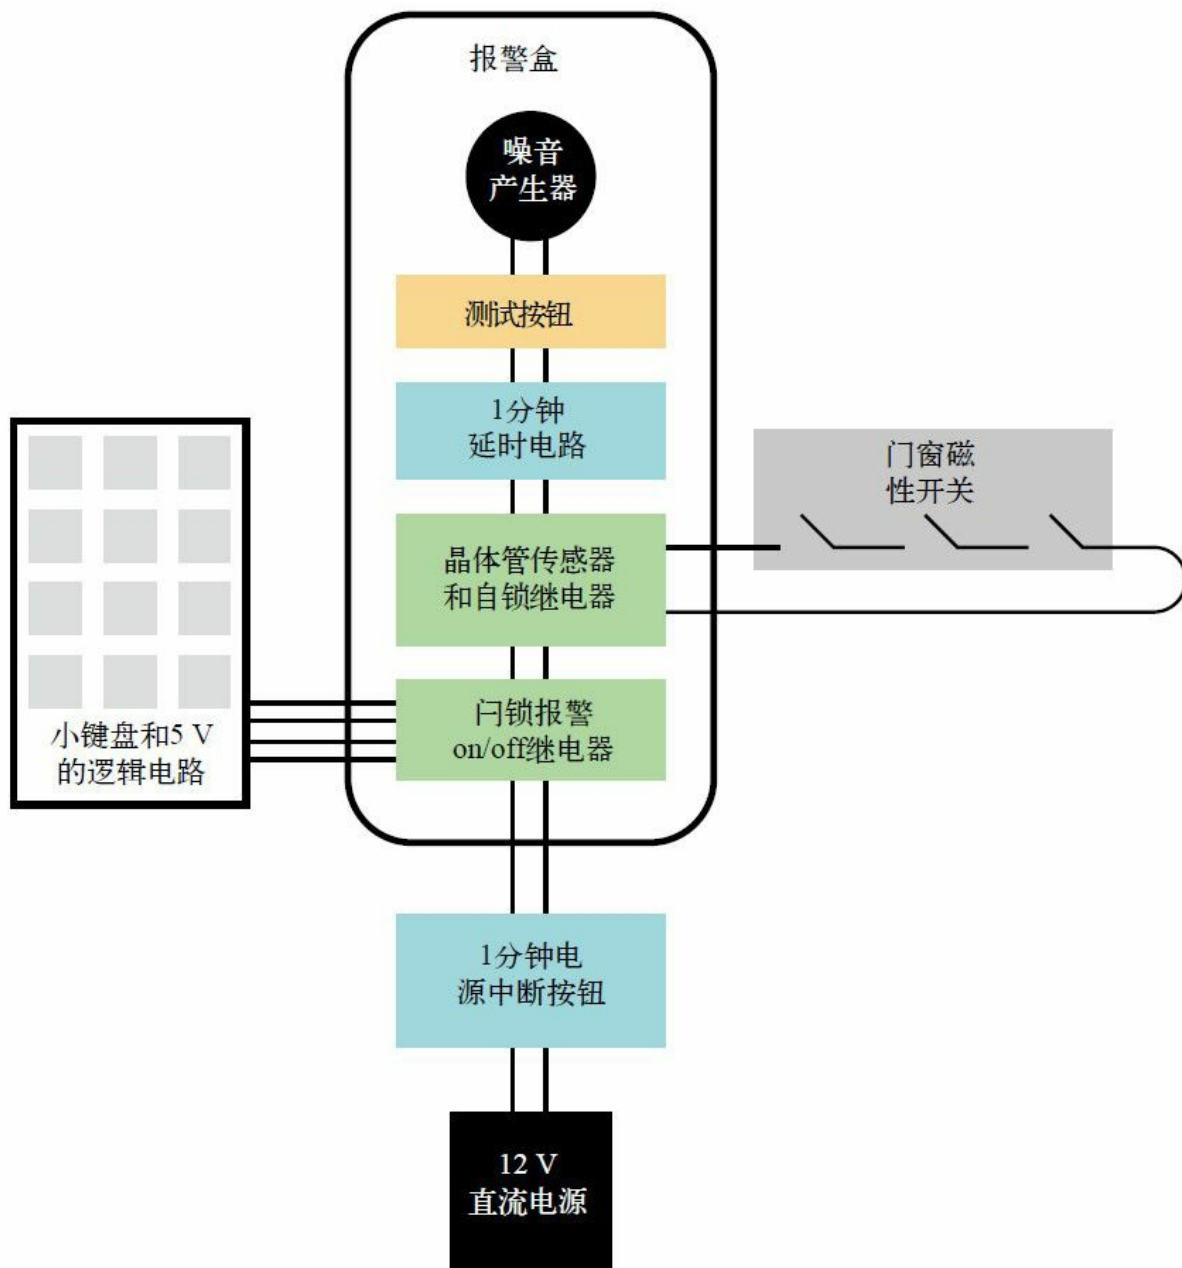 报警盒
噪音
产生器
测试按钮
1分钟
延时电路
门窗磁
性开关
晶体管传感器
和自锁继电器
闩锁报警
on/off继电器
小键盘和5 V
的逻辑电路
1分钟电
源中断按钮
12 V
直流电源